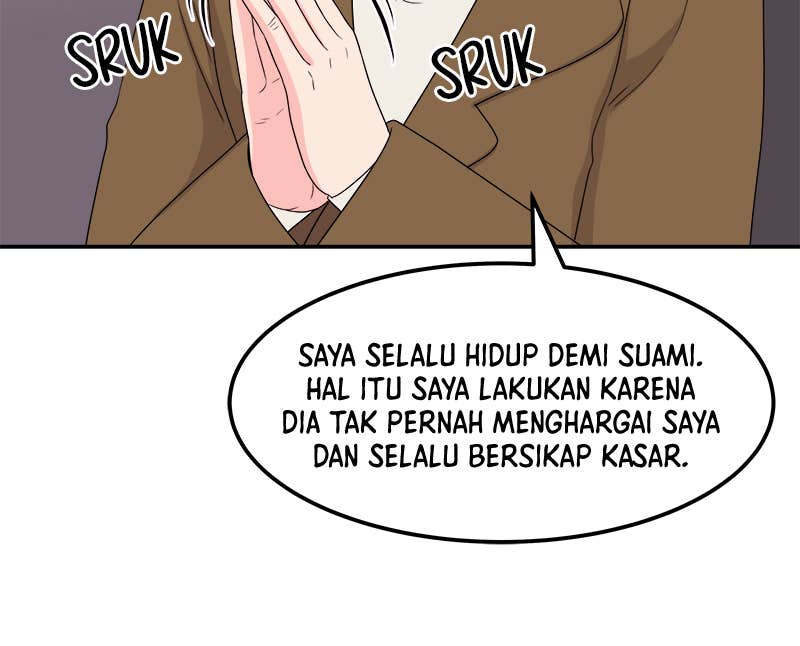 SRUK
SRUK
SAYA SELALU HIDUP DEMI SUAMI.
HAL ITU SAYA LAKUKAN KARENA
DIA TAK PERNAH MENGHARGAI SAYA
DAN SELALU BERSIKAP KASAR.